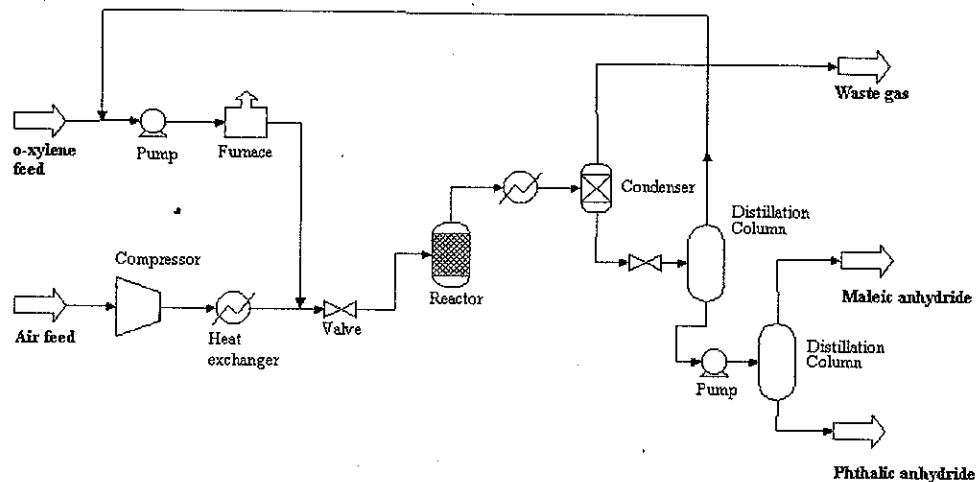 Waste gas
o-xylene
feed
Pump
Furnace
Condenser
Distillation
Column
Compressor
Reactor
Maleic anhydride
Air feed
Heat
exchanger
Valve
Distillation
Column
Pump
Phthalic anhydride